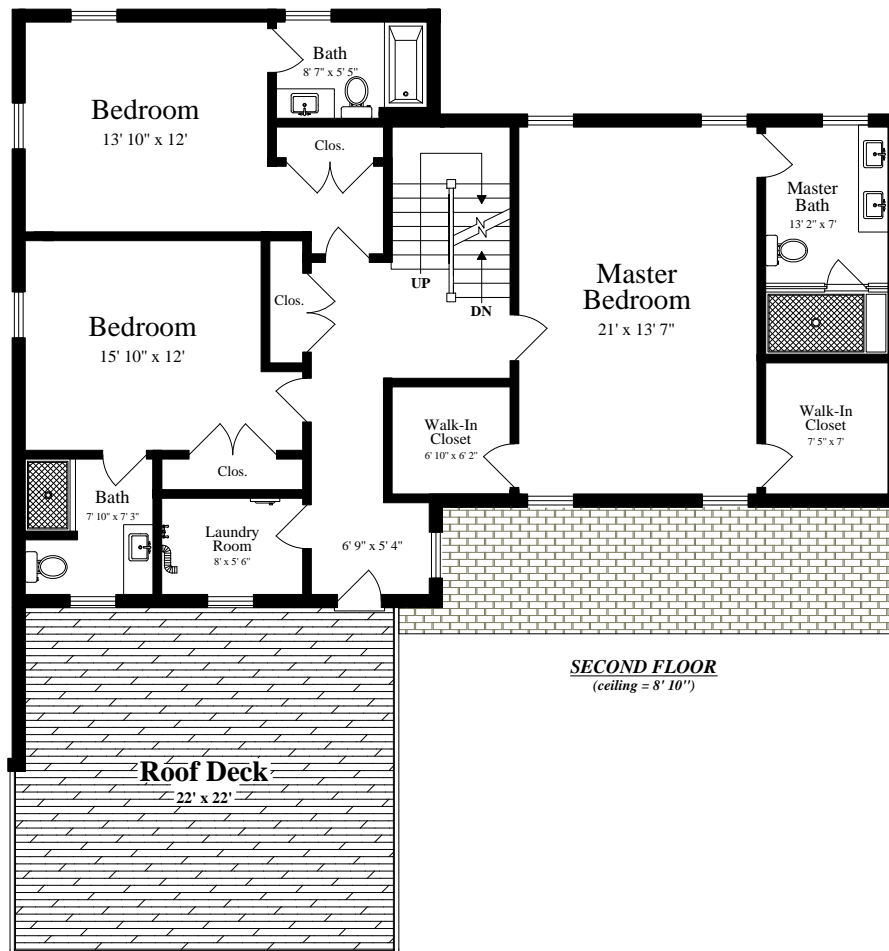 Bath
8' 7" x 5' 5"
Bedroom
13' 10" x 12'
Clos.
Master
Bath
13' 2" x 7'
Master
Bedroom
21' x 13' 7"
UP
DN
Clos.
Bedroom
15' 10" x 12'
Walk-In
Closet
6' 10" x 6' 2"
Walk-In
Closet
7' 5" x 7'
Clos.
Bath
7' 10" x 7' 3"
Laundry
Room
8' x 5' 6"
6' 9" x 5' 4"
SECOND FLOOR
(ceiling = 8' 10")
Roof Deck
22' x 22'